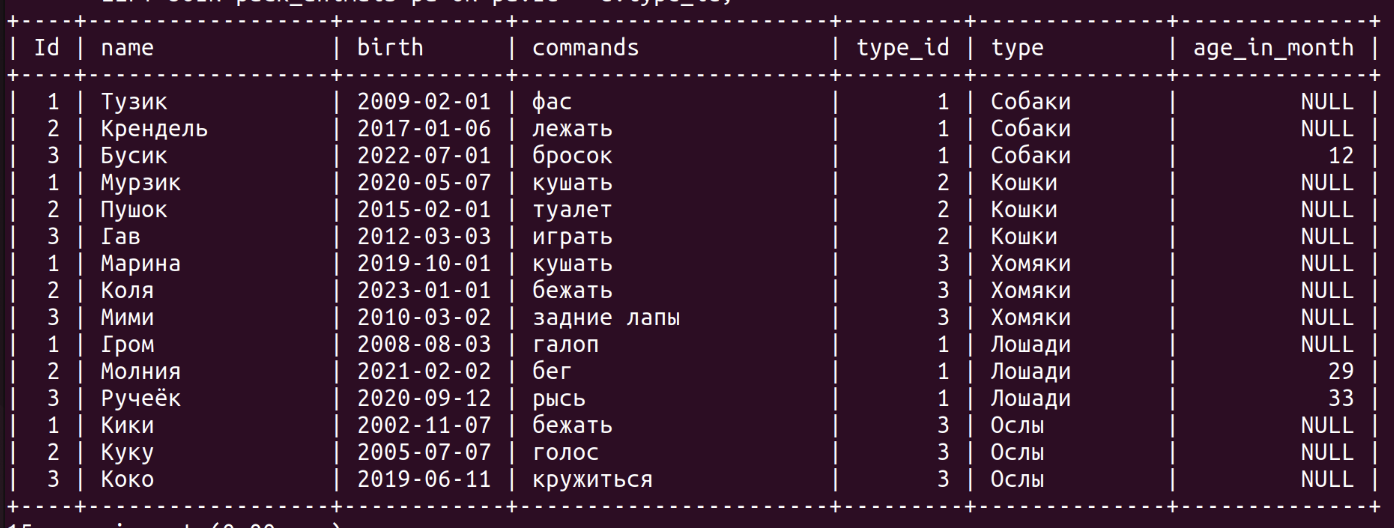 +----+------------------+------------+-----------------------+---------+--------------+--------------+
| Id | name             | birth      | commands              | type_id | type         | age_in_month |
+----+------------------+------------+-----------------------+---------+--------------+--------------+
|  1 | Тузик            | 2009-02-01 | фас                   |       1 | Собаки       |         NULL |
|  2 | Крендель         | 2017-01-06 | лежать                |       1 | Собаки       |         NULL |
|  3 | Бусик            | 2022-07-01 | бросок                |       1 | Собаки       |           12 |
|  1 | Мурзик           | 2020-05-07 | кушать                |       2 | Кошки        |         NULL |
|  2 | Пушок            | 2015-02-01 | туалет                |       2 | Кошки        |         NULL |
|  3 | Гав              | 2012-03-03 | играть                |       2 | Кошки        |         NULL |
|  1 | Марина           | 2019-10-01 | кушать                |       3 | Хомяки       |         NULL |
|  2 | Коля             | 2023-01-01 | бежать                |       3 | Хомяки       |         NULL |
|  3 | Мими             | 2010-03-02 | задние лапы           |       3 | Хомяки       |         NULL |
|  1 | Гром             | 2008-08-03 | галоп                 |       1 | Лошади       |         NULL |
|  2 | Молния           | 2021-02-02 | бег                   |       1 | Лошади       |           29 |
|  3 | Ручеёк           | 2020-09-12 | рысь                  |       1 | Лошади       |           33 |
|  1 | Кики             | 2002-11-07 | бежать                |       3 | Ослы         |         NULL |
|  2 | Куку             | 2005-07-07 | голос                 |       3 | Ослы         |         NULL |
|  3 | Коко             | 2019-06-11 | кружиться             |       3 | Ослы         |         NULL |
+----+------------------+------------+-----------------------+---------+--------------+--------------+